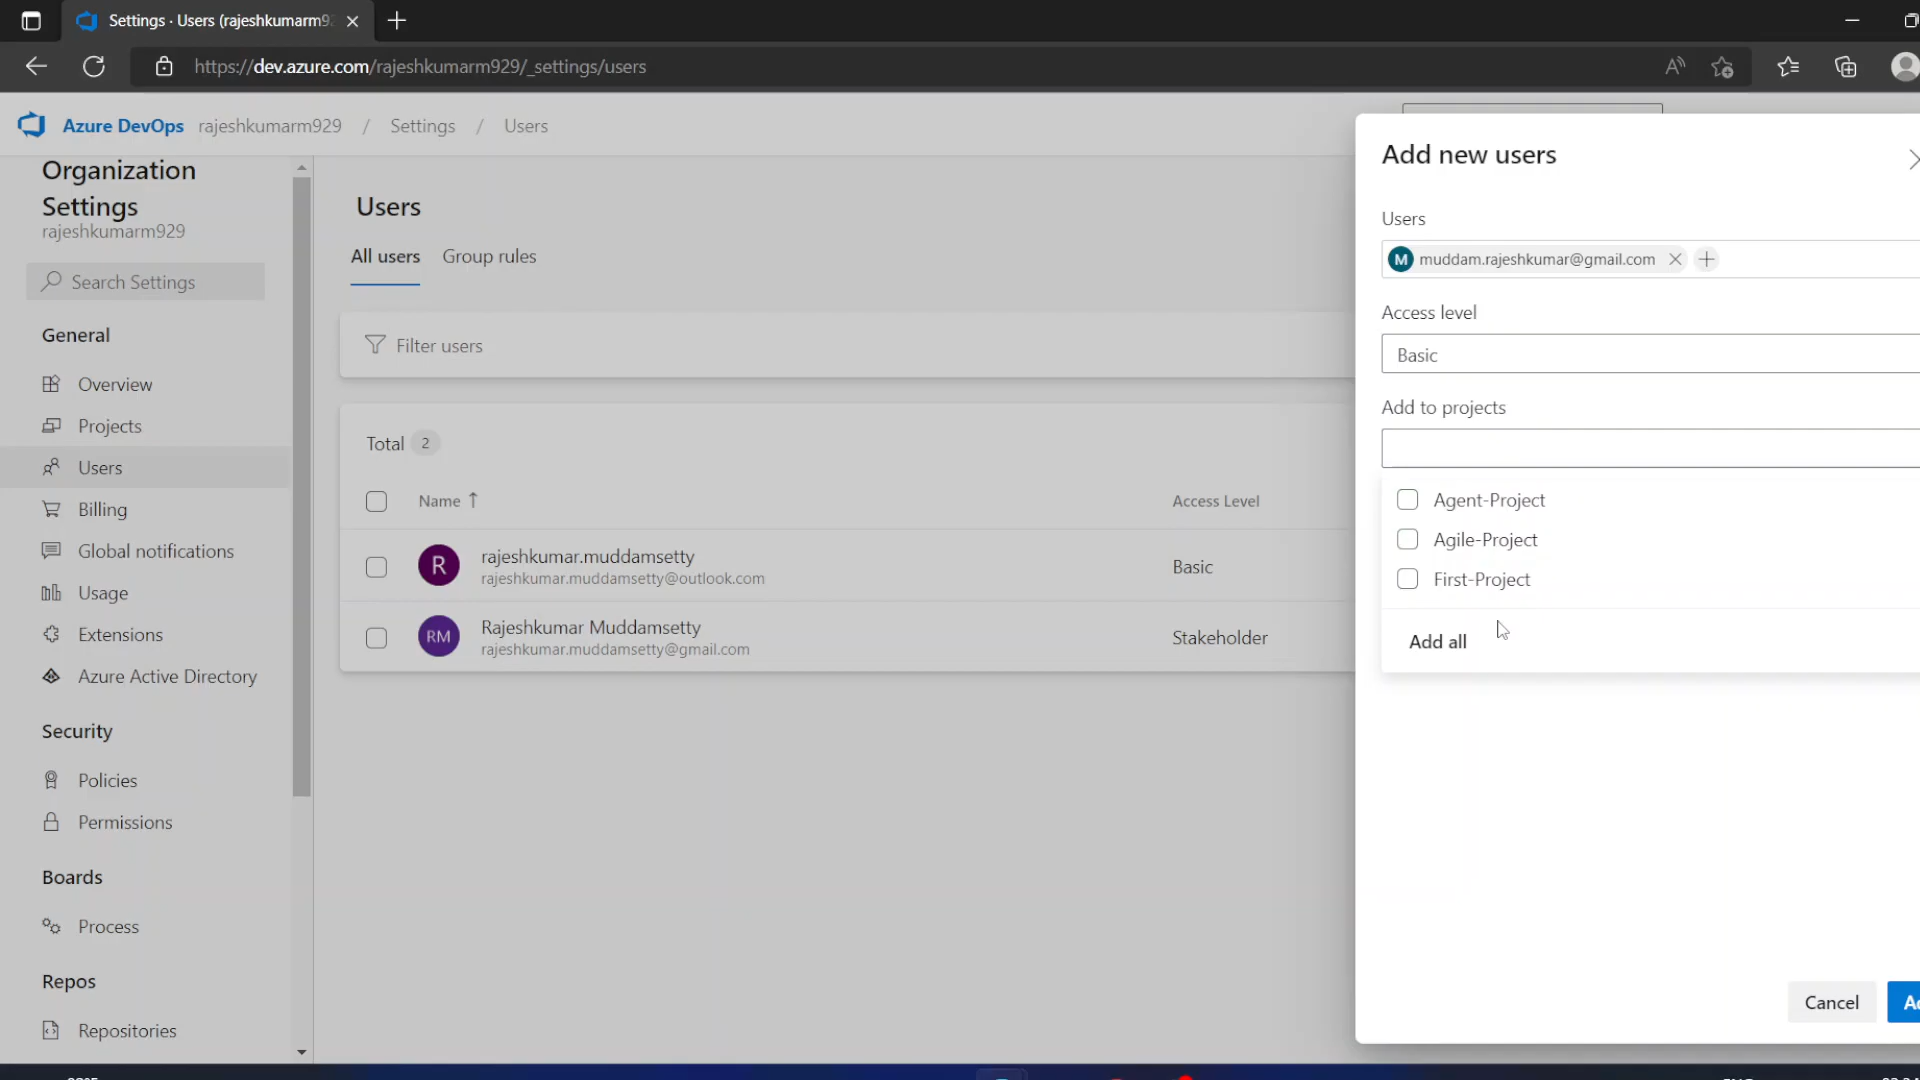 Settings · Users (rajeshkumarm92
https://dev.azure.com/rajeshkumarm929/_settings/users
Azure DevOps rajeshkumarm929 / Settings / Users
Organization
Settings
rajeshkumarm929
Search Settings
General
Overview
Projects
Users
Billing
Global notifications
Usage
Extensions
Azure Active Directory
Security
Policies
Permissions
Boards
Process
Repos
Repositories
Users
All users Group rules
Filter users
Total 2
Name ↑ Access Level
R rajeshkumar.muddamsetty Basic
rajeshkumar.muddamsetty@outlook.com
RM Rajeshkumar Muddamsetty Stakeholder
rajeshkumar.muddamsetty@gmail.com
Add new users
Users
M muddam.rajeshkumar@gmail.com
Access level
Basic
Add to projects
Agent-Project
Agile-Project
First-Project
Add all
Cancel